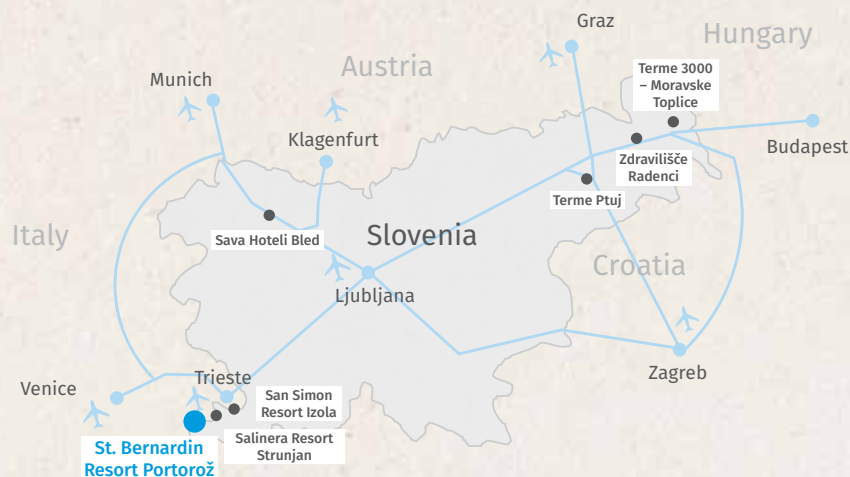 Graz
Hungary
Austria
Munich
Terme 3000
– Moravske
Toplice
Klagenfurt
Budapest
Zdravilišče
Radenci
Terme Ptuj
Italy
Sava Hoteli Bled
Slovenia
Croatia
Ljubljana
Zagreb
Trieste
Venice
San Simon
Resort Izola
Salinera Resort
Strunjan
St. Bernardin
Resort Portorož